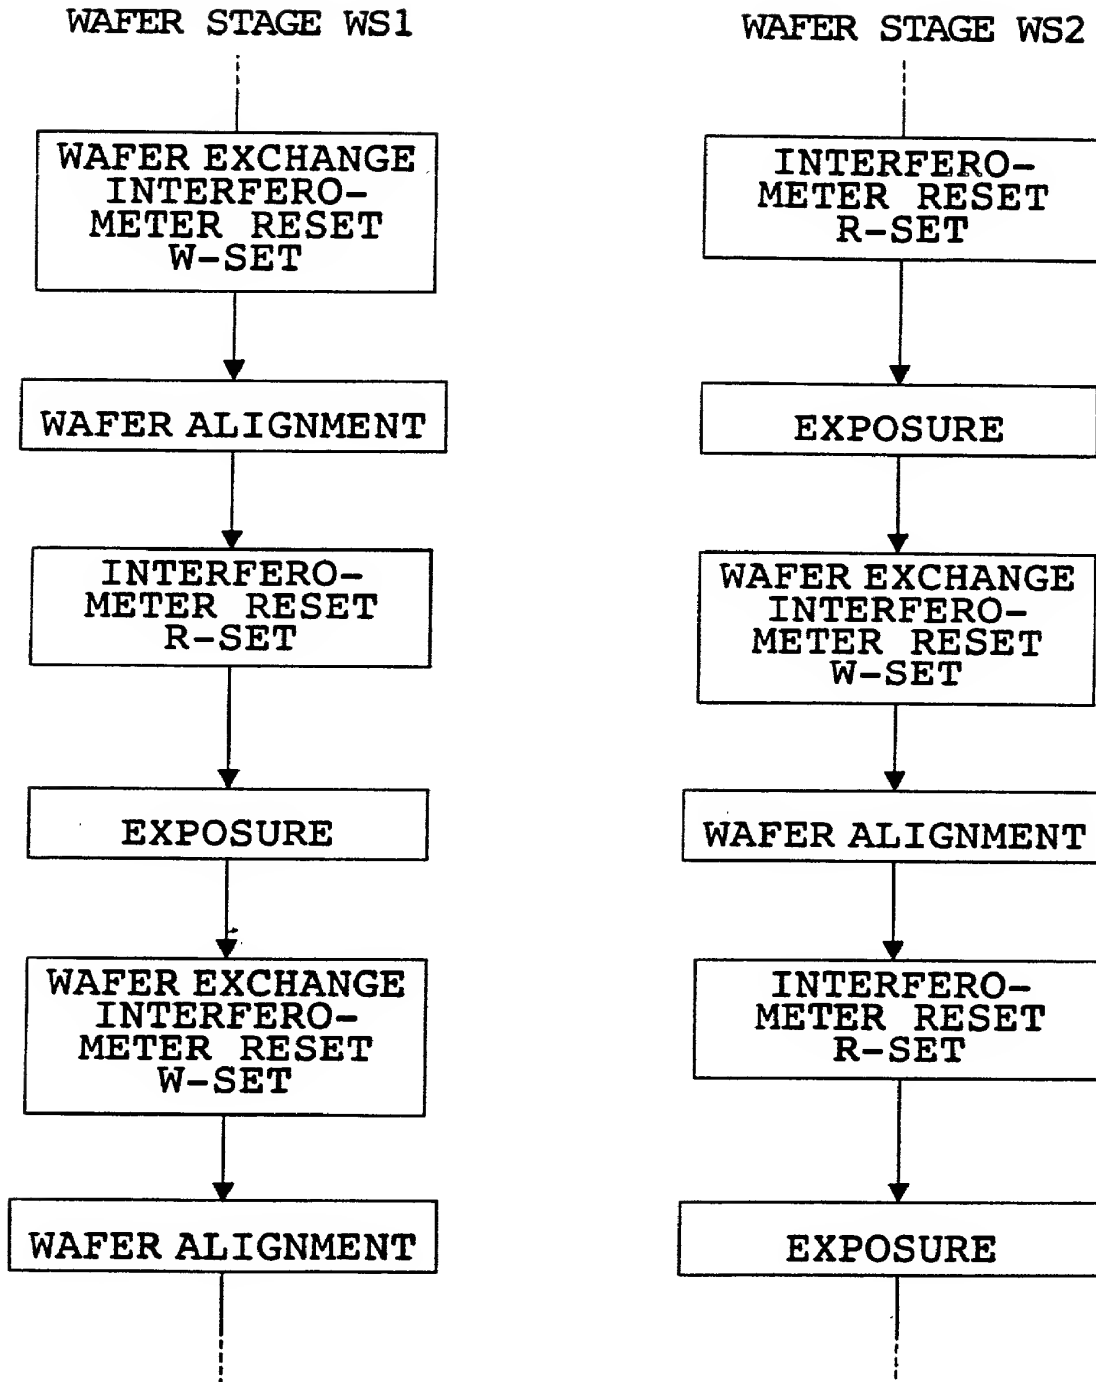 WAFER STAGE WS1
WAFER EXCHANGE
INTERFERO-
METER RESET
W-SET
WAFER ALIGNMENT
INTERFERO-
METER RESET
R-SET
EXPOSURE
WAFER EXCHANGE
INTERFERO-
METER RESET
W-SET
WAFER ALIGNMENT
WAFER STAGE WS2
INTERFERO-
METER RESET
R-SET
EXPOSURE
WAFER EXCHANGE
INTERFERO-
METER RESET
W-SET
WAFER ALIGNMENT
INTERFERO-
METER RESET
R-SET
EXPOSURE